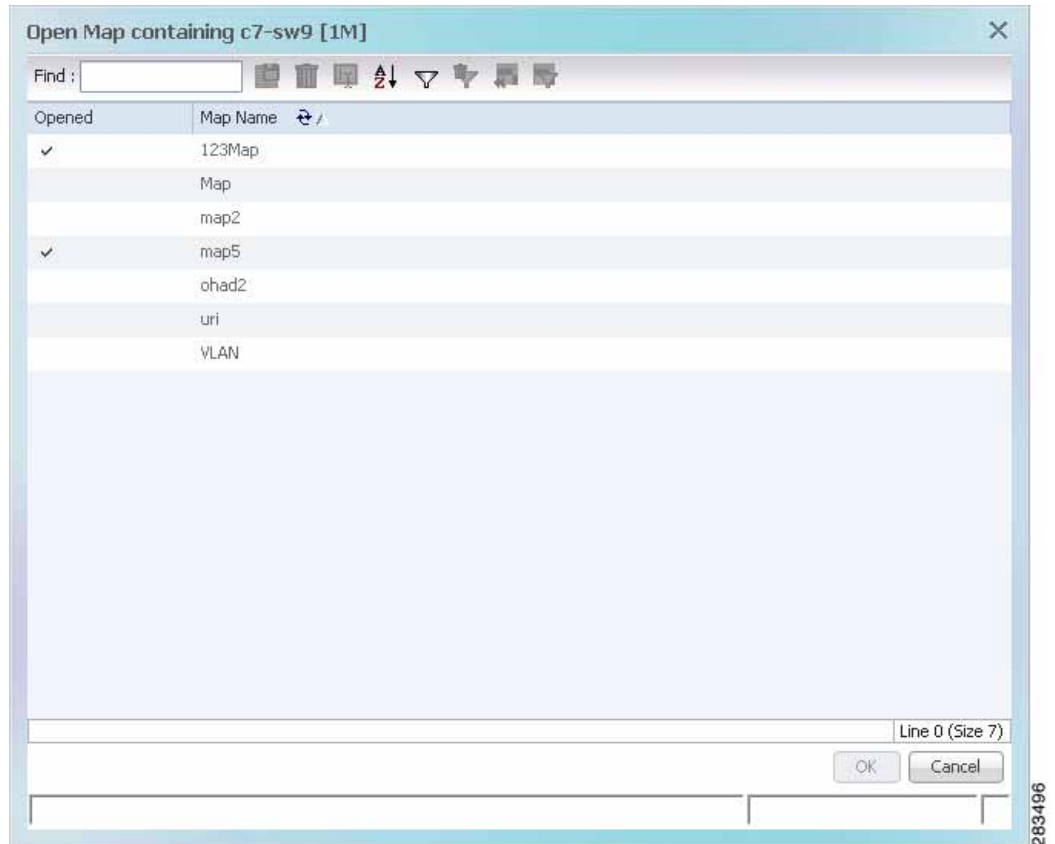 Open Map containing c7-sw9 [1M]
Find :
Opened Map Name
123Map
Map
map2
map5
ohad2
uri
VLAN
Line 0 (Size 7)
OK Cancel
283496